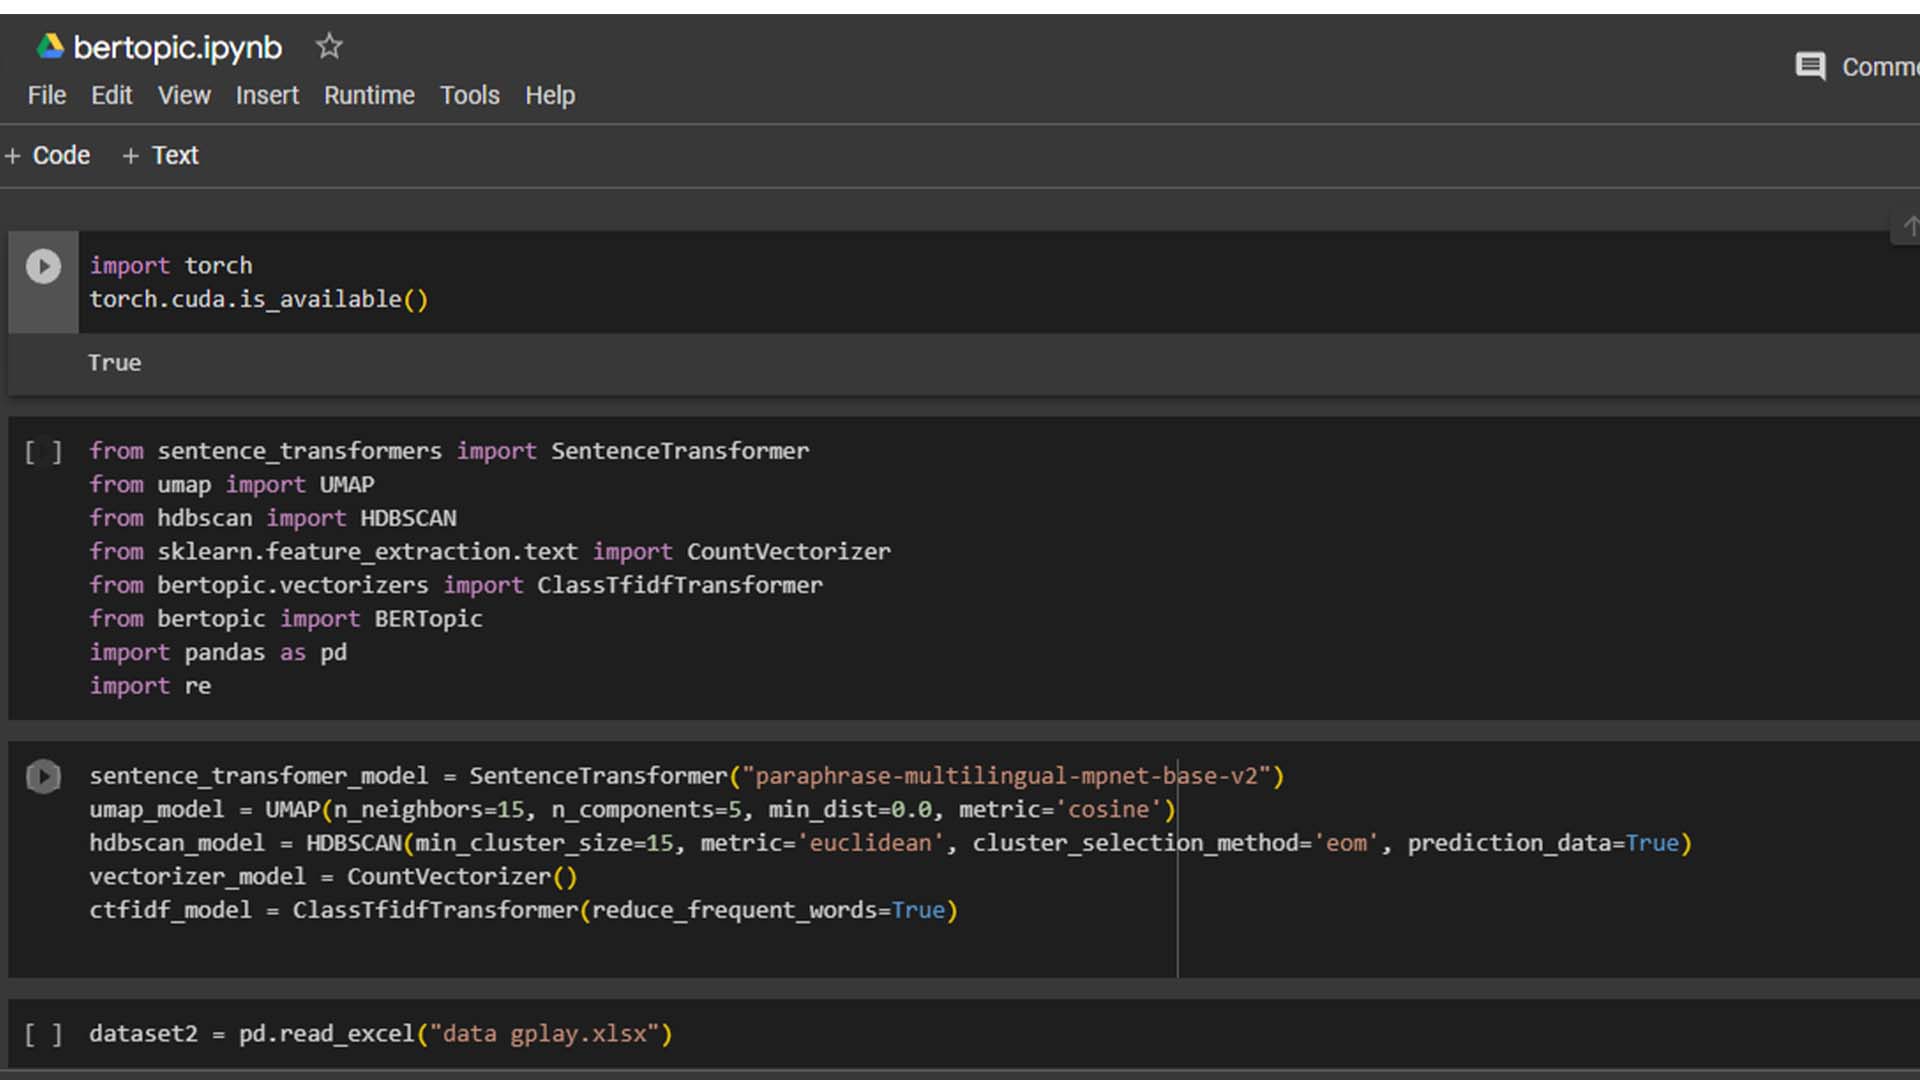 bertopic.ipynb
File Edit View Insert Runtime Tools Help
Comme
+ Code + Text
import torch
torch.cuda.is_available()
True
[ ] from sentence_transformers import SentenceTransformer
from umap import UMAP
from hdbscan import HDBSCAN
from sklearn.feature_extraction.text import CountVectorizer
from bertopic.vectorizers import ClassTfidfTransformer
from bertopic import BERTopic
import pandas as pd
import re
sentence_transfomer_model = SentenceTransformer("paraphrase-multilingual-mpnet-base-v2")
umap_model = UMAP(n_neighbors=15, n_components=5, min_dist=0.0, metric='cosine')
hdbscan_model = HDBSCAN(min_cluster_size=15, metric='euclidean', cluster_selection_method='eom', prediction_data=True)
vectorizer_model = CountVectorizer()
ctfidf_model = ClassTfidfTransformer(reduce_frequent_words=True)
[ ] dataset2 = pd.read_excel("data gplay.xlsx")